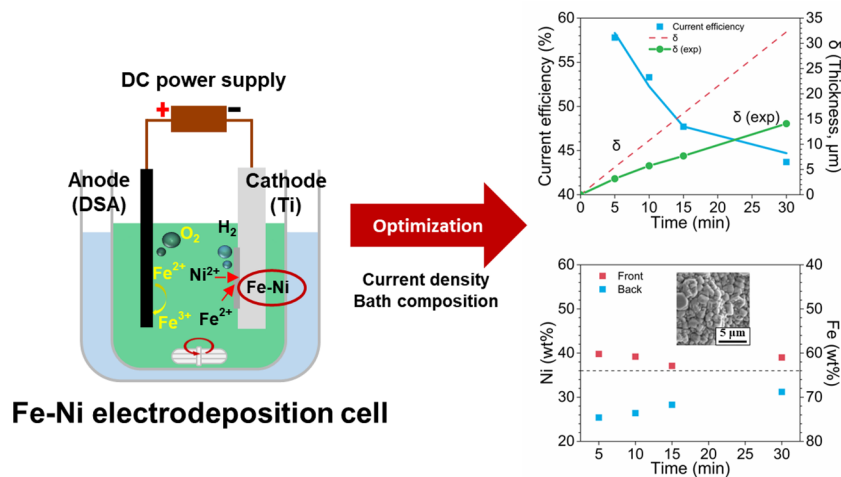 DC power supply
+
−
Anode
(DSA)
Cathode
(Ti)
O2
H2
Fe2+
Ni2+
Fe-Ni
Fe3+
Fe2+
Fe-Ni electrodeposition cell
Optimization
Current density
Bath composition
Current efficiency (%)
60
55
50
45
40
Current efficiency
δ
δ (exp)
δ
δ (exp)
35
30
25
20
15
10
5
0
δ (Thickness, μm)
0 5 10 15 20 25 30
Time (min)
Ni (wt%)
60
50
40
30
20
Front
Back
5 μm
40
50
60
70
80
Fe (wt%)
5 10 15 20 25 30
Time (min)